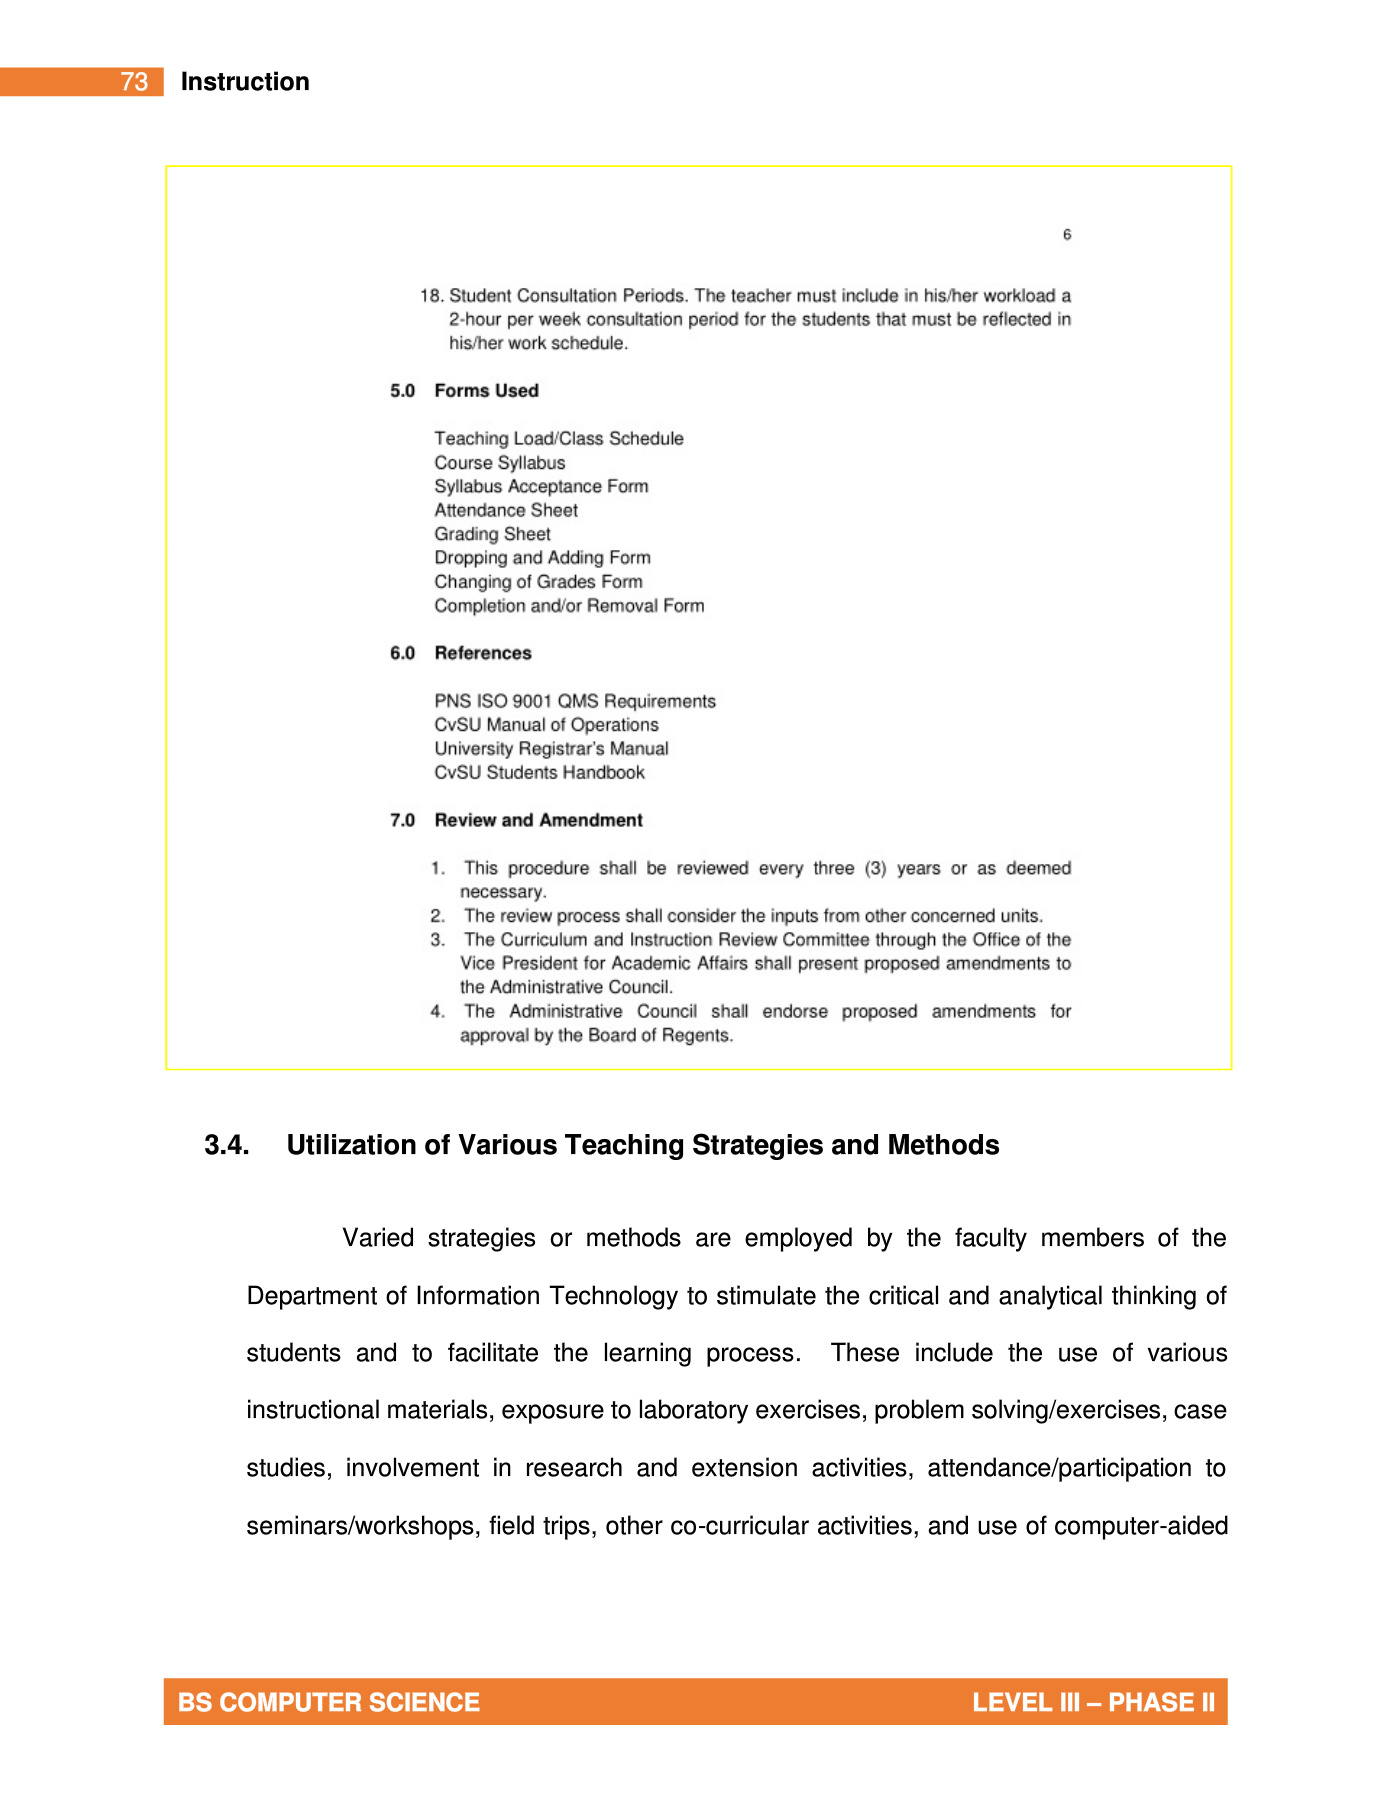 73 Instruction
6
18. Student Consultation Periods. The teacher must include in his/her workload a
2-hour per week consultation period for the students that must be reflected in
his/her work schedule.
5.0 Forms Used
Teaching Load/Class Schedule
Course Syllabus
Syllabus Acceptance Form
Attendance Sheet
Grading Sheet
Dropping and Adding Form
Changing of Grades Form
Completion and/or Removal Form
6.0 References
PNS ISO 9001 QMS Requirements
CvSU Manual of Operations
University Registrar's Manual
CvSU Students Handbook
7.0 Review and Amendment
1. This procedure shall be reviewed every three (3) years or as deemed
necessary.
2. The review process shall consider the inputs from other concerned units.
3. The Curriculum and Instruction Review Committee through the Office of the
Vice President for Academic Affairs shall present proposed amendments to
the Administrative Council.
4. The Administrative Council shall endorse proposed amendments for
approval by the Board of Regents.
3.4. Utilization of Various Teaching Strategies and Methods
Varied strategies or methods are employed by the faculty members of the
Department of Information Technology to stimulate the critical and analytical thinking of
students and to facilitate the learning process. These include the use of various
instructional materials, exposure to laboratory exercises, problem solving/exercises, case
studies, involvement in research and extension activities, attendance/participation to
seminars/workshops, field trips, other co-curricular activities, and use of computer-aided
BS COMPUTER SCIENCE LEVEL III – PHASE II